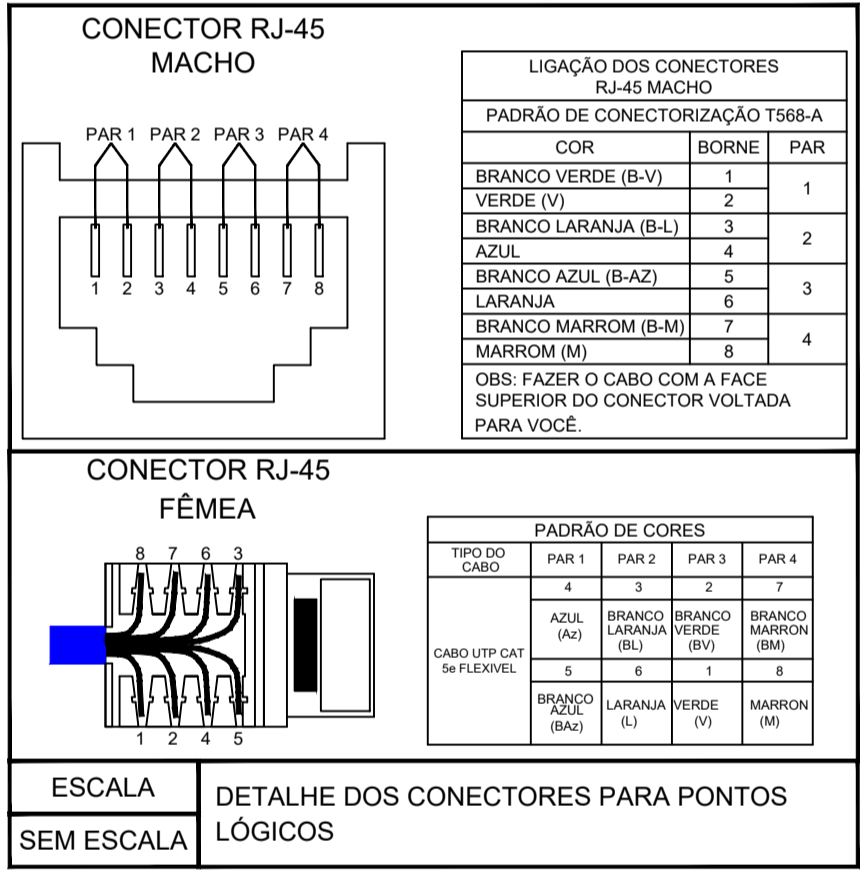 CONECTOR RJ-45
MACHO
PAR 1 PAR 2 PAR 3 PAR 4
1 2 3 4 5 6 7 8
LIGAÇÃO DOS CONECTORES
RJ-45 MACHO
PADRÃO DE CONECTORIZAÇÃO T568-A
COR BORNE PAR
BRANCO VERDE (B-V) 1
1
VERDE (V) 2
BRANCO LARANJA (B-L) 3
2
AZUL 4
BRANCO AZUL (B-AZ) 5
3
LARANJA 6
BRANCO MARROM (B-M) 7
4
MARROM (M) 8
OBS: FAZER O CABO COM A FACE
SUPERIOR DO CONECTOR VOLTADA
PARA VOCÊ.
CONECTOR RJ-45
FÊMEA
8 7 6 3
1 2 4 5
PADRÃO DE CORES
TIPO DO
CABO
PAR 1 PAR 2 PAR 3 PAR 4
CABO UTP CAT
5e FLEXIVEL
4 3 2 7
AZUL
(Az)
BRANCO
LARANJA
(BL)
BRANCO
VERDE
(BV)
BRANCO
MARRON
(BM)
5 6 1 8
BRANCO
AZUL
(BAz)
LARANJA
(L)
VERDE
(V)
MARRON
(M)
ESCALA
SEM ESCALA
DETALHE DOS CONECTORES PARA PONTOS
LÓGICOS